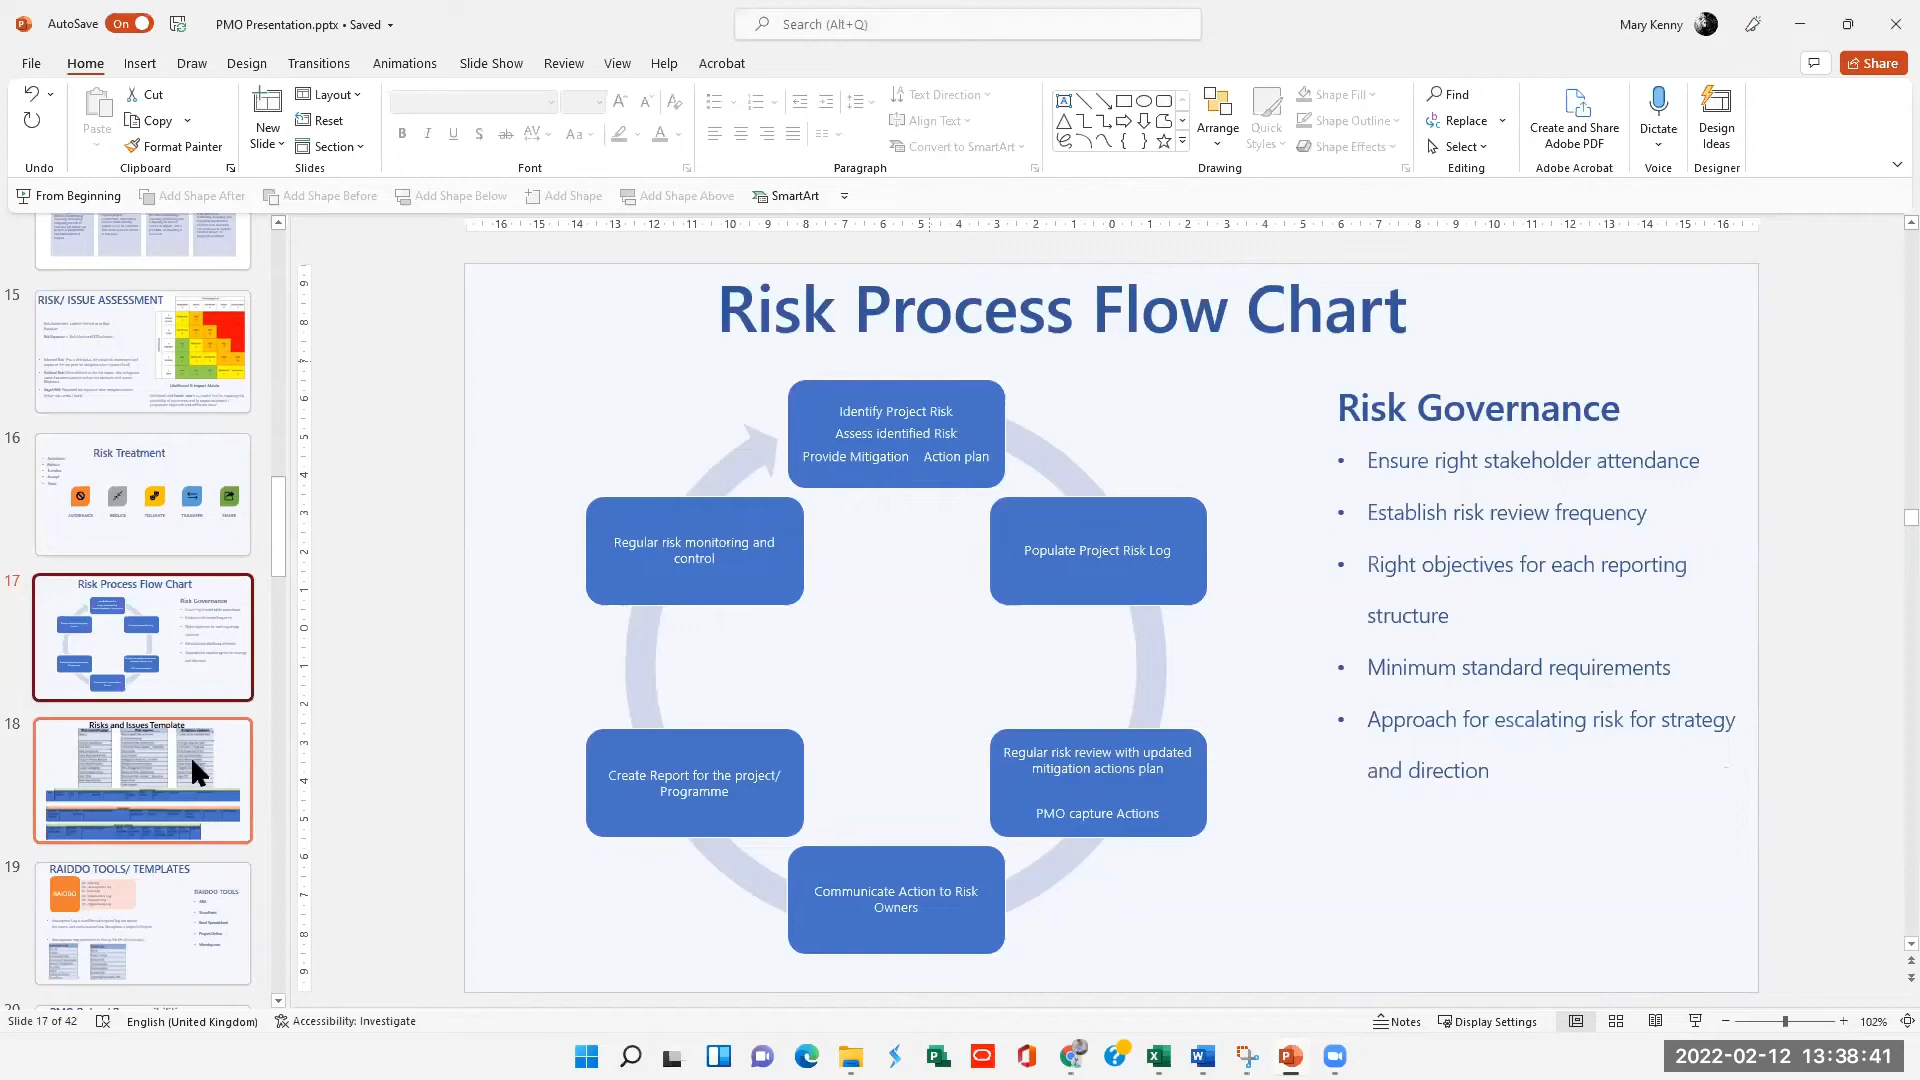 AutoSave On PMO Presentation.pptx • Saved Search (Alt+Q) Mary Kenny
File Home Insert Draw Design Transitions Animations Slide Show Review View Help Acrobat Share
Paste Cut Copy Format Painter
New Slide Layout Reset Section
Text Direction Align Text Convert to SmartArt
Arrange Quick Styles Shape Fill Shape Outline Shape Effects
Find Replace Select
Create and Share Adobe PDF Dictate Design Ideas
Undo Clipboard Slides Font Paragraph Drawing Editing Adobe Acrobat Voice Designer
From Beginning Add Shape After Add Shape Before Add Shape Below Add Shape Add Shape Above SmartArt
15
RISK/ ISSUE ASSESSMENT
16
Risk Treatment
17
Risk Process Flow Chart
Risk Governance
18
Risks and Issues Template
19
RAIDDO TOOLS/ TEMPLATES
RAIDDO TOOLS
20
Risk Process Flow Chart
Identify Project Risk
Assess identified Risk
Provide Mitigation Action plan
Populate Project Risk Log
Regular risk review with updated
mitigation actions plan
PMO capture Actions
Communicate Action to Risk
Owners
Create Report for the project/
Programme
Regular risk monitoring and
control
Risk Governance
• Ensure right stakeholder attendance
• Establish risk review frequency
• Right objectives for each reporting
structure
• Minimum standard requirements
• Approach for escalating risk for strategy
and direction
Slide 17 of 42 English (United Kingdom) Accessibility: Investigate Notes Display Settings 102%
2022-02-12 13:38:41